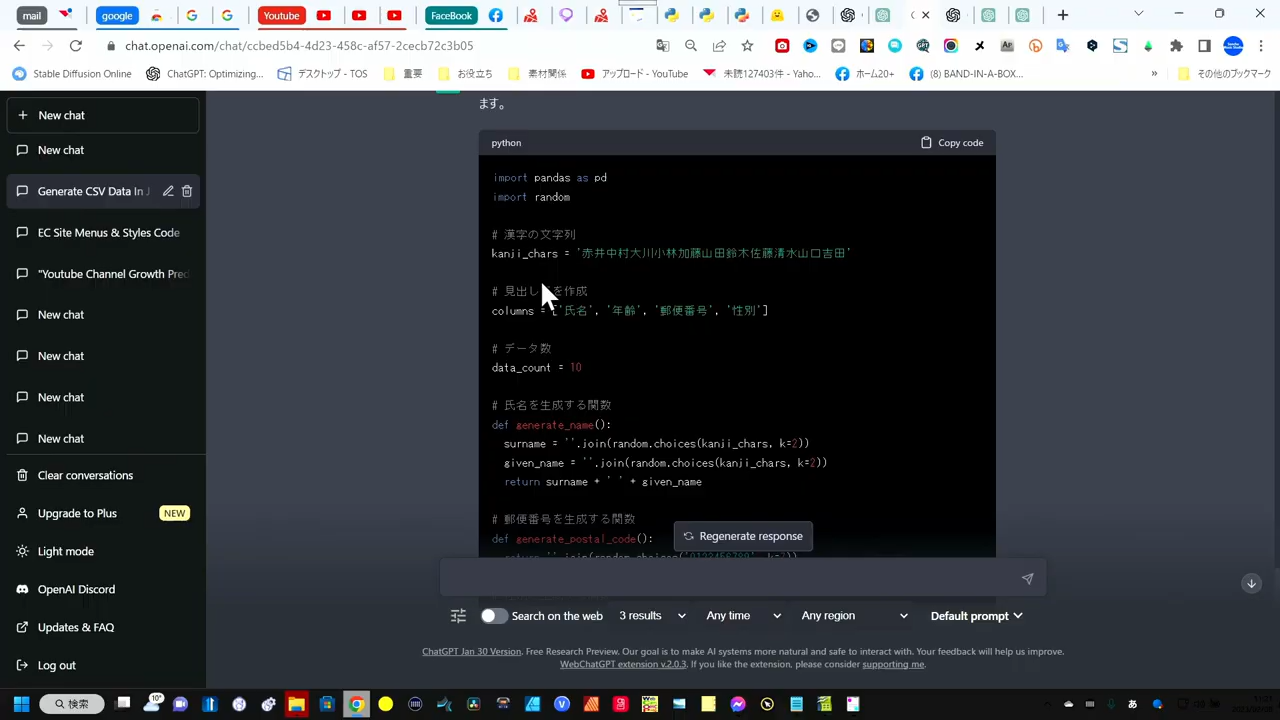 mail
google
Youtube
FaceBook
chat.openai.com/chat/ccbed5b4-4d23-458c-af57-2cecb72c3b05
Stable Diffusion Online
ChatGPT: Optimizing...
デスクトップ - TOS
重要
お役立ち
素材関係
アップロード - YouTube
未読127403件 - Yaho...
ホーム20+
(8) BAND-IN-A-BOX...
»
その他のブックマーク
New chat
New chat
Generate CSV Data In J
EC Site Menus & Styles Code
"Youtube Channel Growth Pred
New chat
New chat
New chat
New chat
Clear conversations
Upgrade to Plus
NEW
Light mode
OpenAI Discord
Updates & FAQ
Log out
ます。
python
Copy code
import pandas as pd
import random
# 漢字の文字列
kanji_chars = '赤井中村大川小林加藤山田鈴木佐藤清水山口吉田'
# 見出し
を作成
columns = ['氏名', '年齢', '郵便番号', '性別']
# データ数
data_count = 10
# 氏名を生成する関数
def generate_name():
surname = ''.join(random.choices(kanji_chars, k=2))
given_name = ''.join(random.choices(kanji_chars, k=2))
return surname + ' ' + given_name
# 郵便番号を生成する関数
def generate_postal_code():
Regenerate response
Search on the web
3 results
Any time
Any region
Default prompt
ChatGPT Jan 30 Version. Free Research Preview. Our goal is to make AI systems more natural and safe to interact with. Your feedback will help us improve.
WebChatGPT extension v.2.0.3. If you like the extension, please consider supporting me.
検索
10°
あ